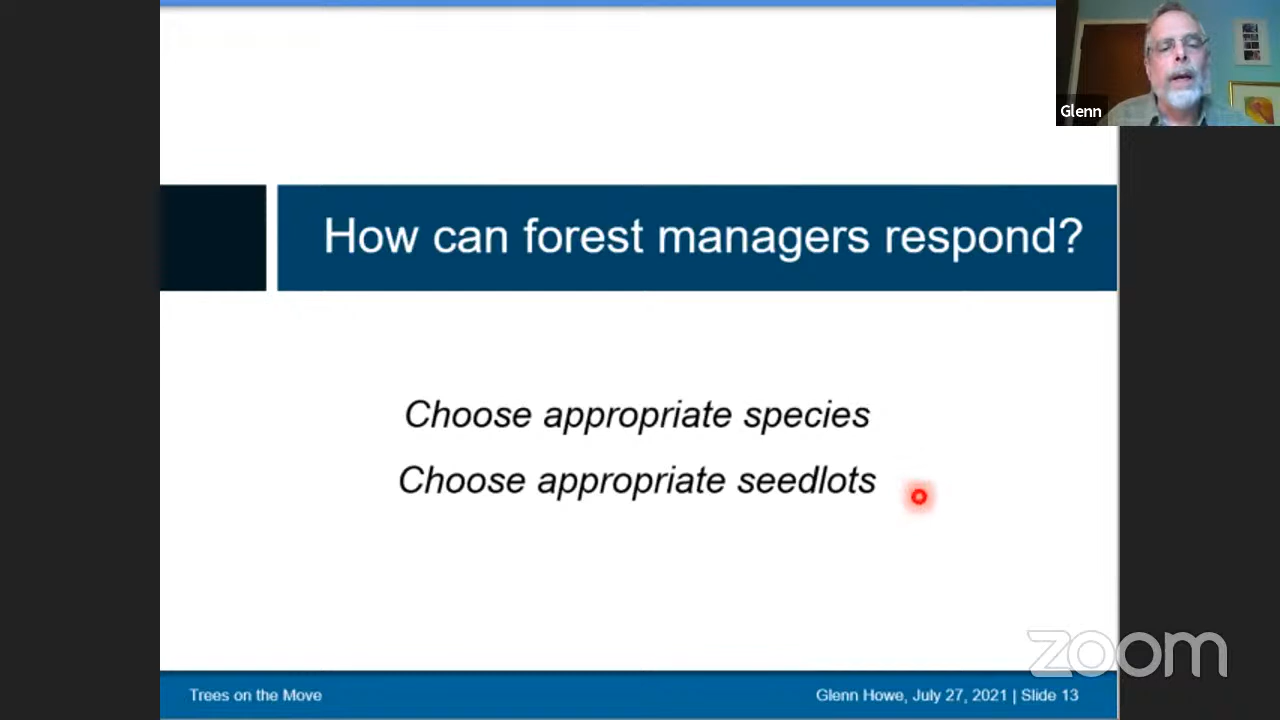 Glenn
How can forest managers respond?
Choose appropriate species
Choose appropriate seedlots
zoom
Trees on the Move
Glenn Howe, July 27, 2021 | Slide 13